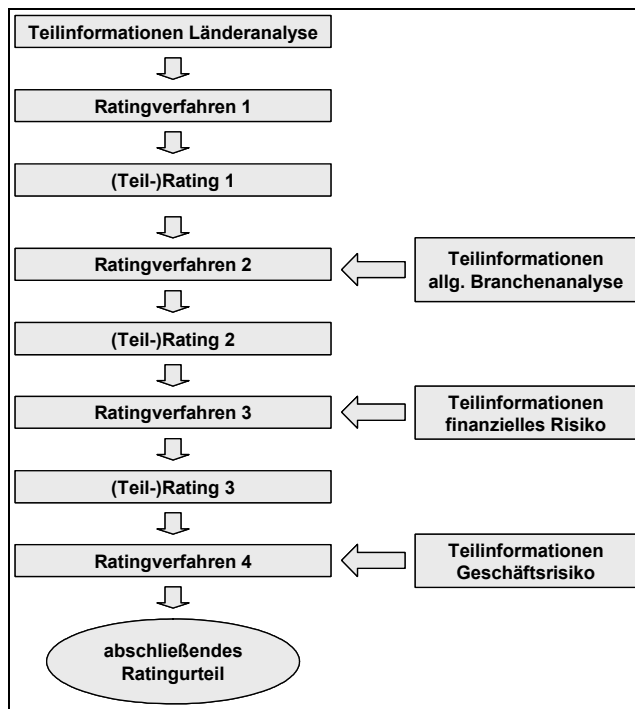 Teilinformationen Länderanalyse
Ratingverfahren 1
(Teil-)Rating 1
Ratingverfahren 2
Teilinformationen
allg. Branchenanalyse
(Teil-)Rating 2
Ratingverfahren 3
Teilinformationen
finanzielles Risiko
(Teil-)Rating 3
Ratingverfahren 4
Teilinformationen
Geschäftsrisiko
abschließendes
Ratingurteil